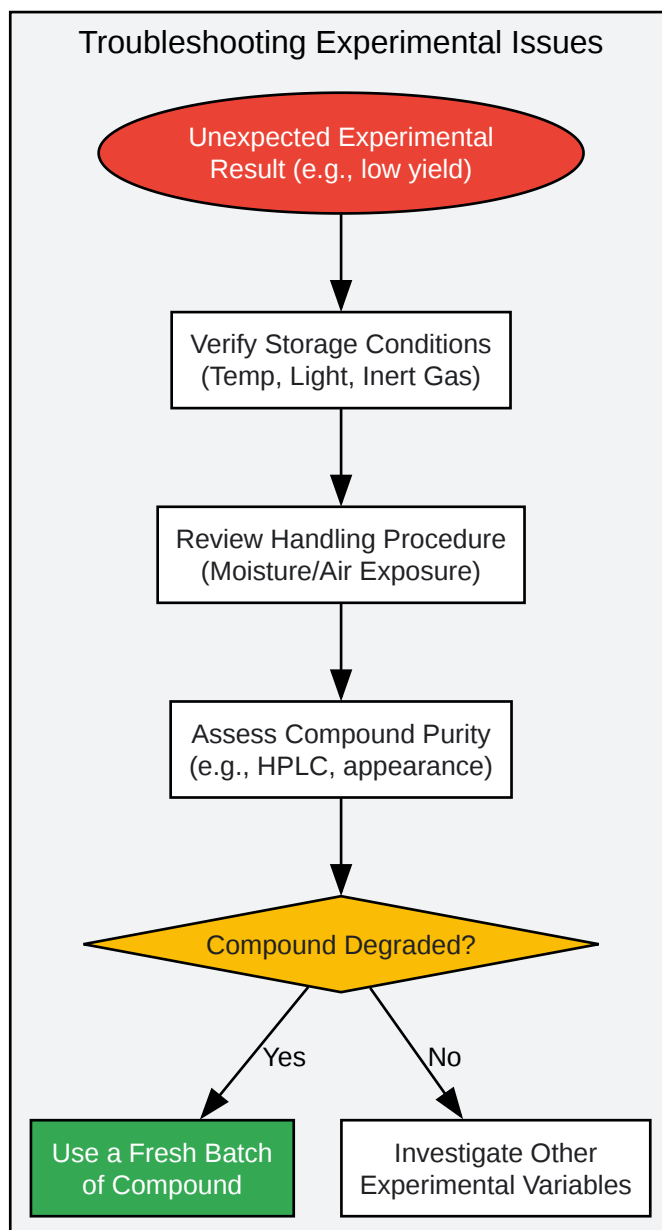 Troubleshooting Experimental Issues
Unexpected Experimental
Result (e.g., low yield)
Verify Storage Conditions
(Temp, Light, Inert Gas)
Review Handling Procedure
(Moisture/Air Exposure)
Assess Compound Purity
(e.g., HPLC, appearance)
Compound Degraded?
Yes
No
Use a Fresh Batch
of Compound
Investigate Other
Experimental Variables